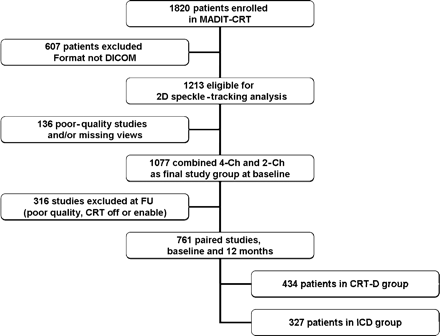 1820 patients enrolled
in MADIT-CRT
607 patients excluded
Format not DICOM
1213 eligible for
2D speckle-tracking analysis
136 poor-quality studies
and/or missing views
1077 combined 4-Ch and 2-Ch
as final study group at baseline
316 studies excluded at FU
(poor quality, CRT off or enable)
761 paired studies,
baseline and 12 months
434 patients in CRT-D group
327 patients in ICD group